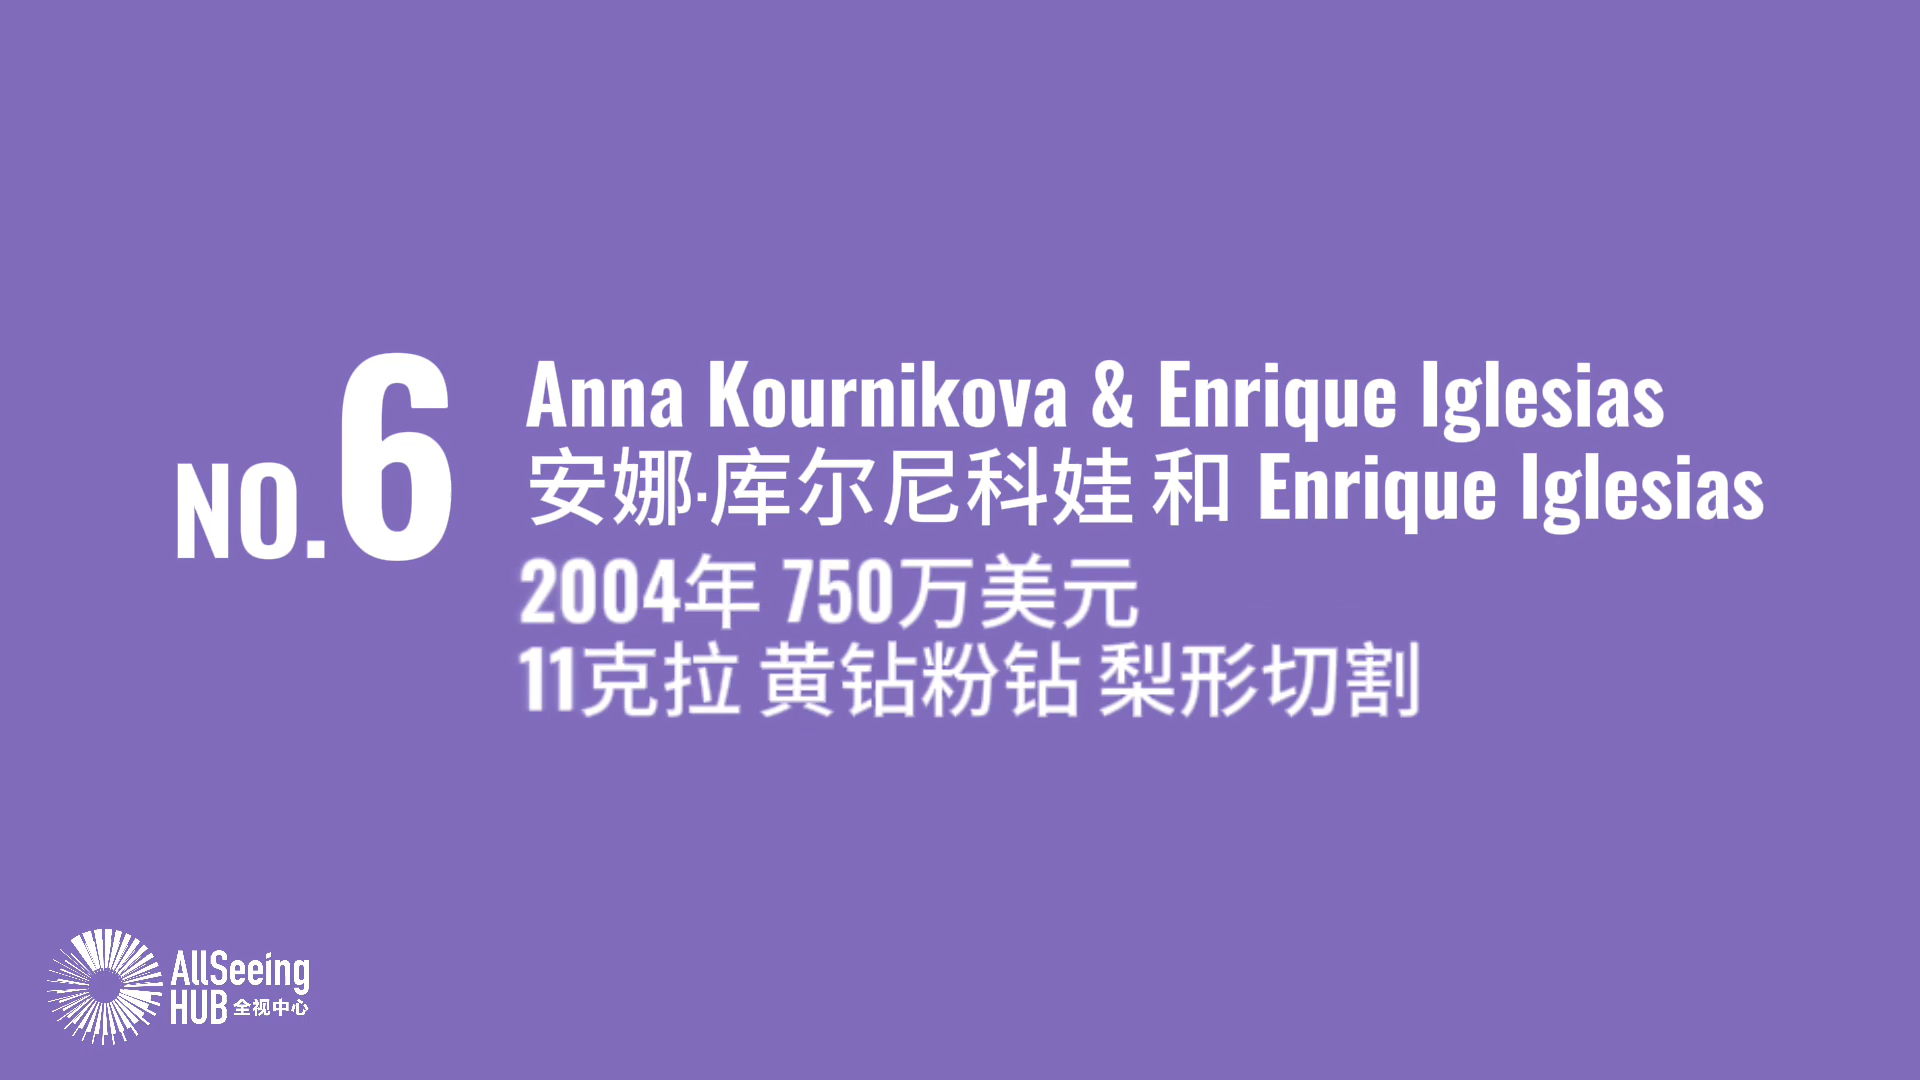 NO.6
Anna Kournikova & Enrique Iglesias
安娜·库尔尼科娃 和 Enrique Iglesias
2004年 750万美元
11克拉 黄钻粉钻 梨形切割
AllSeeing
HUB 全视中心